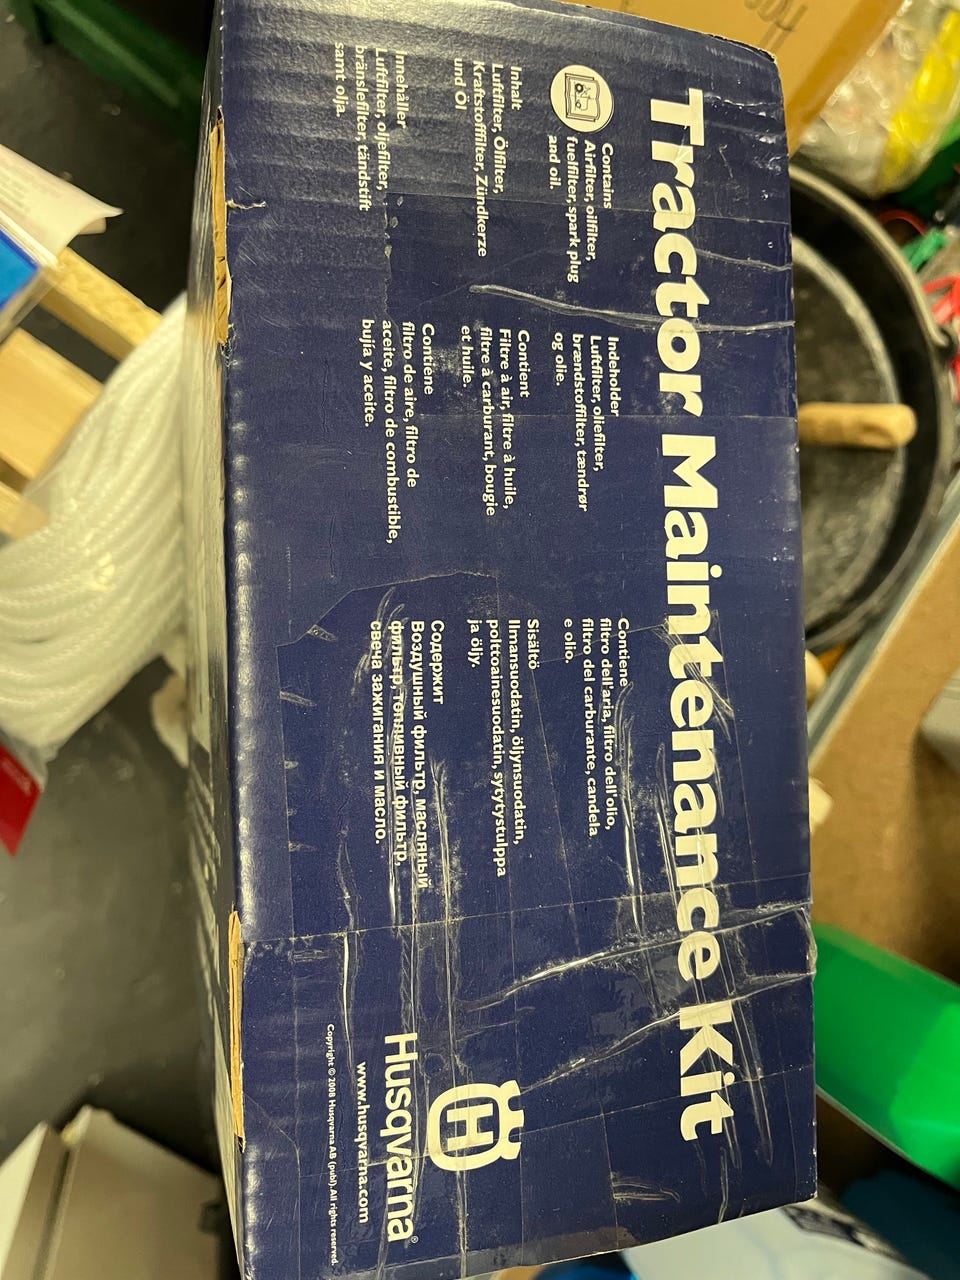 Tractor Maintenance Kit
Contains
Airfilter, oilfilter,
fuelfilter, spark plug
and oil.
Inhalt
Luftfilter, Ölfilter,
Kraftsofffilter, Zündkerze
und Öl
Innehåller
Luftfilter, oljefilter,
bränslefilter, tändstift
samt olja.
Indeholder
Luftfilter, oliefilter,
brændstoffilter, tændrør
og olie.
Contient
Filtre à air, filtre à huile,
filtre à carburant, bougie
et huile.
Contiene
filtro de aire, filtro de
aceite, filtro de combustible,
bujía y aceite.
Contiene
filtro dell'aria, filtro dell'olio,
filtro del carburante, candela
e olio.
Sisältö
Ilmansuodatin, öljynsuodatin,
polttoainesuodatin, sytytystulppa
ja öljy.
Содержит
Воздушный фильтр, масляный
фильтр, топливный фильтр,
свеча зажигания и масло.
H
Husqvarna®
www.husqvarna.com
Copyright © 2008 Husqvarna AB (publ). All rights reserved.